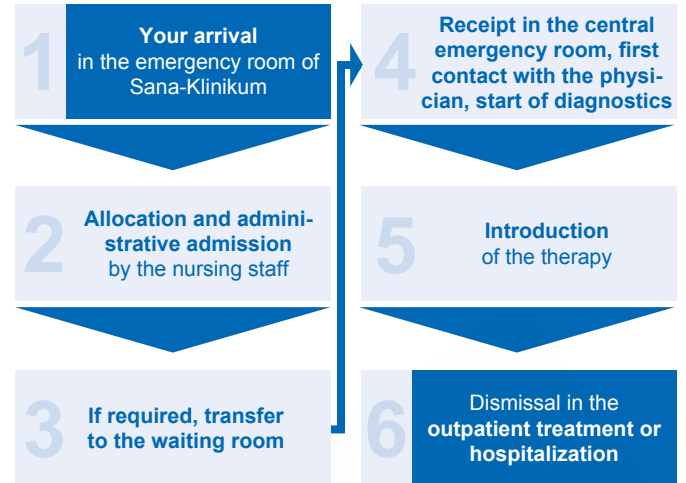 1
Your arrival
in the emergency room of
Sana-Klinikum
2
Allocation and admini-
strative admission
by the nursing staff
3
If required, transfer
to the waiting room
4
Receipt in the central
emergency room, first
contact with the physi-
cian, start of diagnostics
5
Introduction
of the therapy
6
Dismissal in the
outpatient treatment or
hospitalization